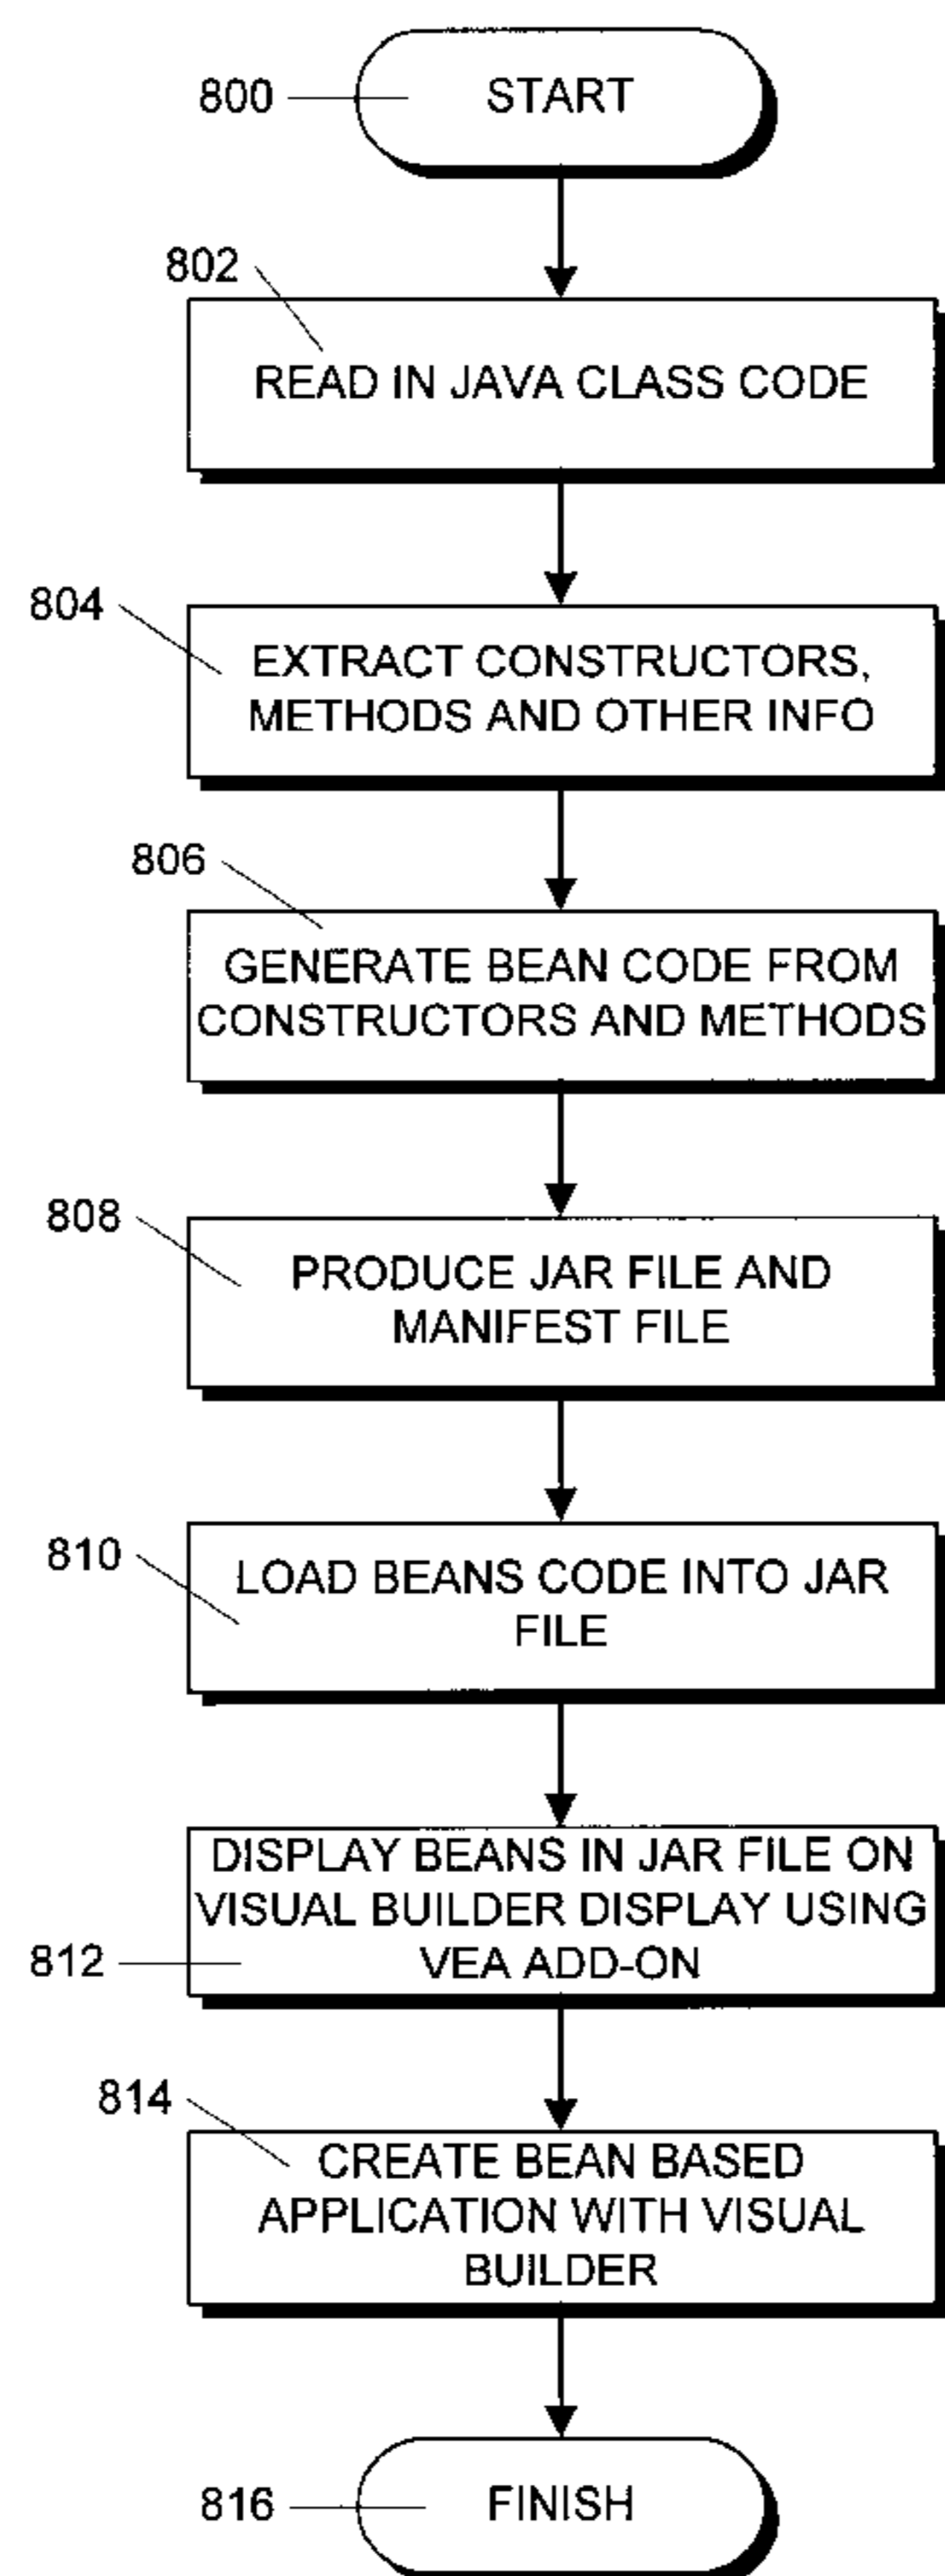 800
START
802
READ IN JAVA CLASS CODE
804
EXTRACT CONSTRUCTORS,
METHODS AND OTHER INFO
806
GENERATE BEAN CODE FROM
CONSTRUCTORS AND METHODS
808
PRODUCE JAR FILE AND
MANIFEST FILE
810
LOAD BEANS CODE INTO JAR
FILE
DISPLAY BEANS IN JAR FILE ON
VISUAL BUILDER DISPLAY USING
812
VEA ADD-ON
814
CREATE BEAN BASED
APPLICATION WITH VISUAL
BUILDER
816
FINISH